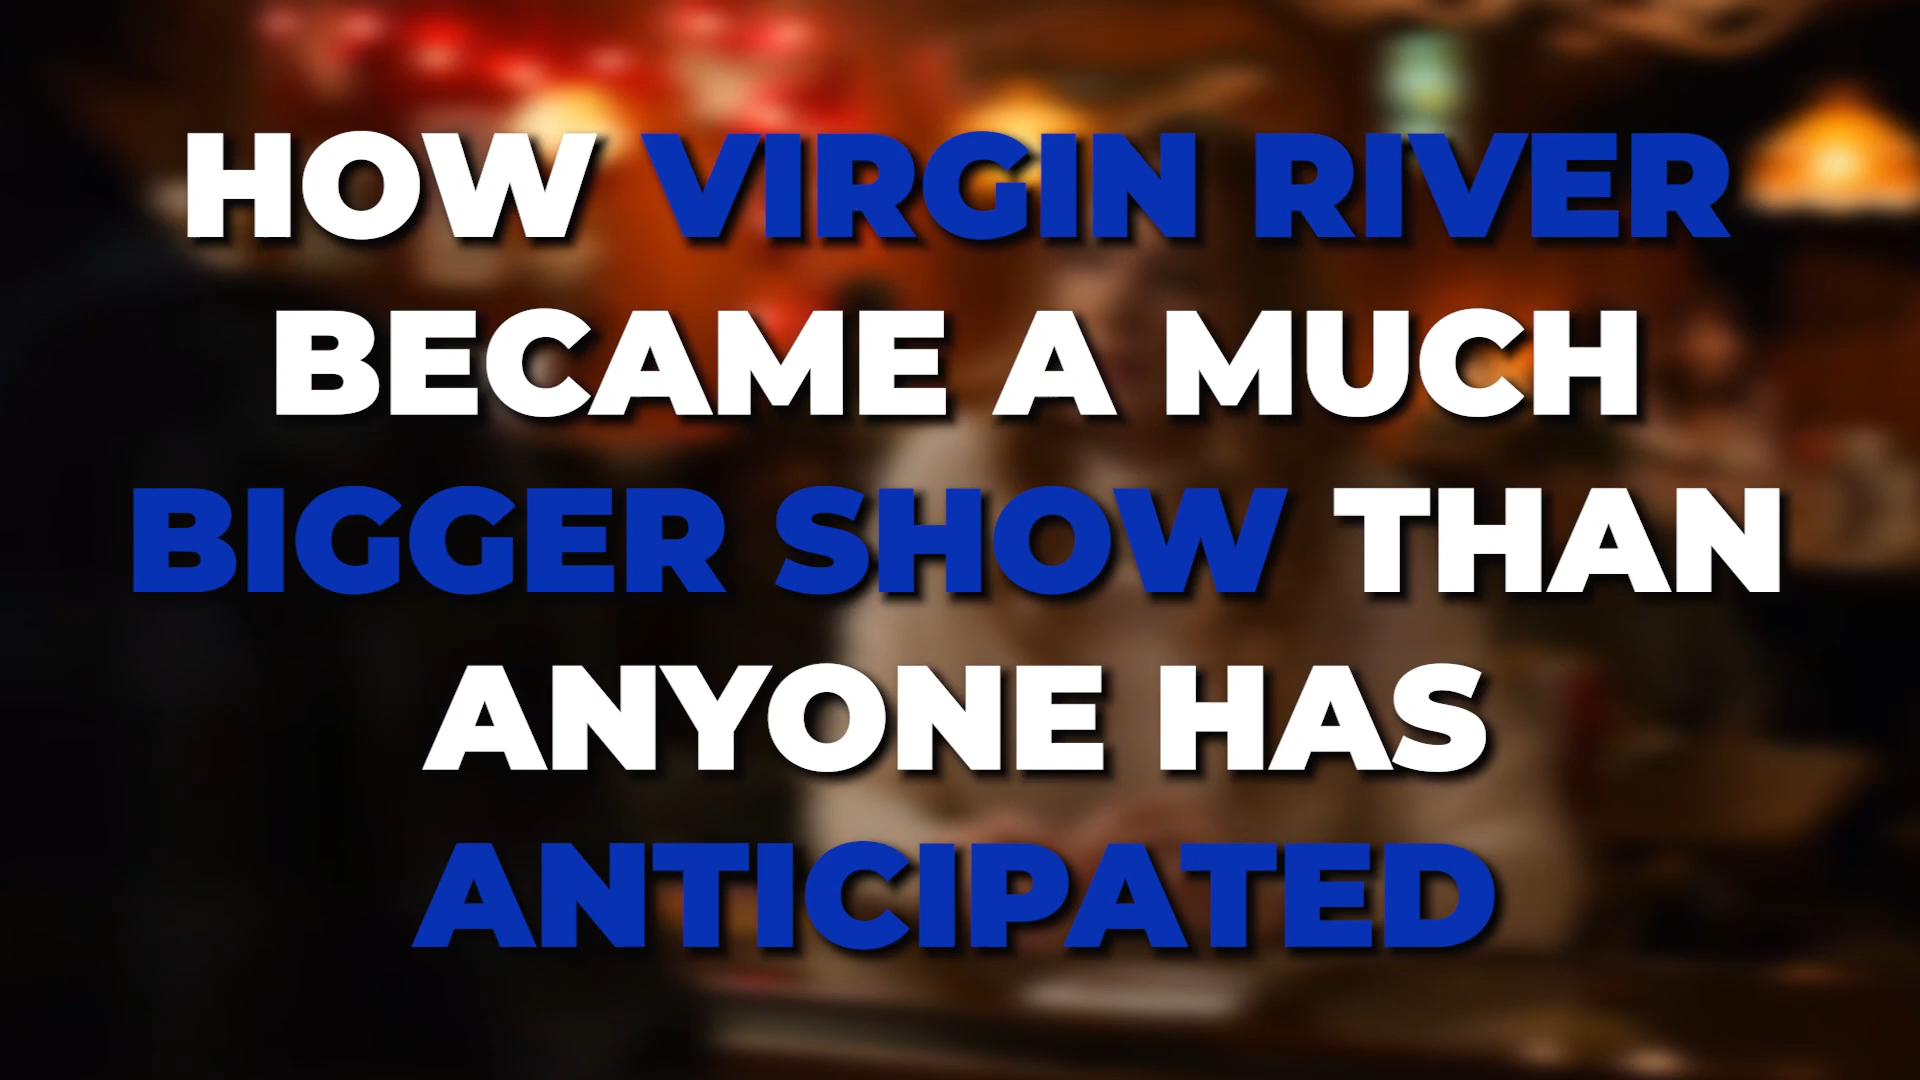 HOW VIRGIN RIVER
BECAME A MUCH
BIGGER SHOW THAN
ANYONE HAS
ANTICIPATED